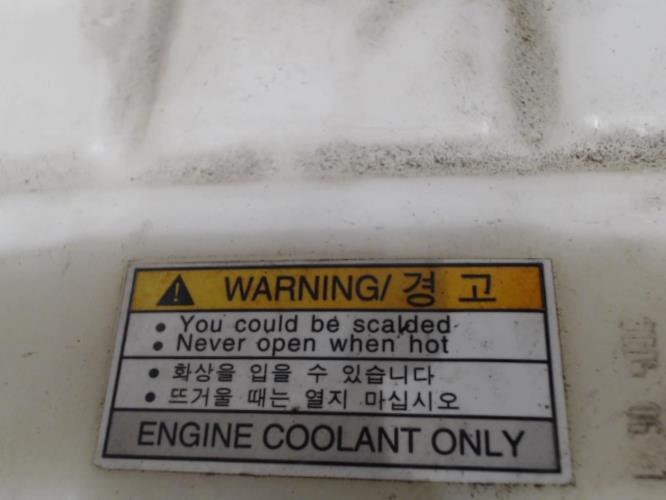 WARNING/ 경 고
• You could be scalded
• Never open when hot
• 화상을 입을 수 있습니다
• 뜨거울 때는 열지 마십시오
ENGINE COOLANT ONLY